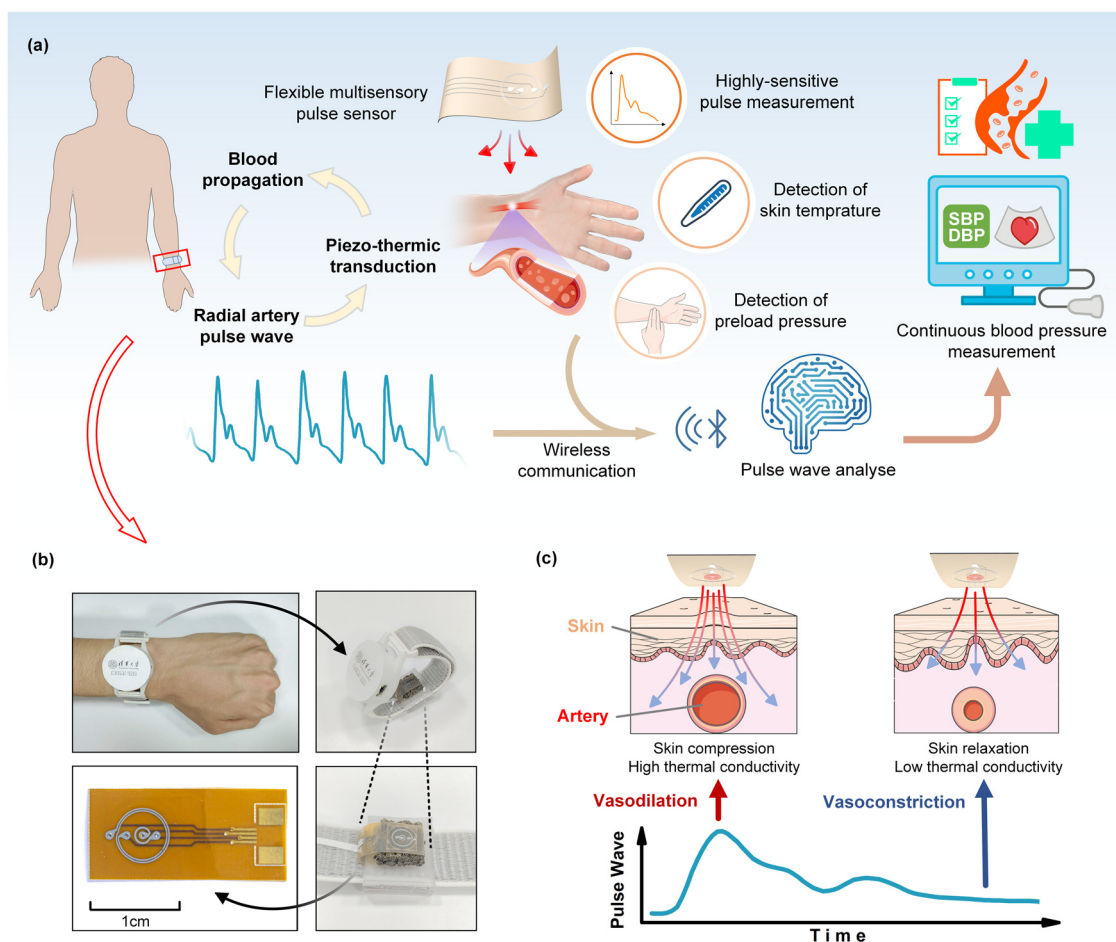 (a)
Flexible multisensory
pulse sensor
Highly-sensitive
pulse measurement
Blood
propagation
Detection of
skin temprature
SBP
DBP
Piezo-thermic
transduction
Radial artery
pulse wave
Detection of
preload pressure
Continuous blood pressure
measurement
Wireless
communication
Pulse wave analyse
(b)
1cm
(c)
Skin
Artery
Skin compression
High thermal conductivity
Skin relaxation
Low thermal conductivity
Vasodilation
Vasoconstriction
Pulse Wave
Time